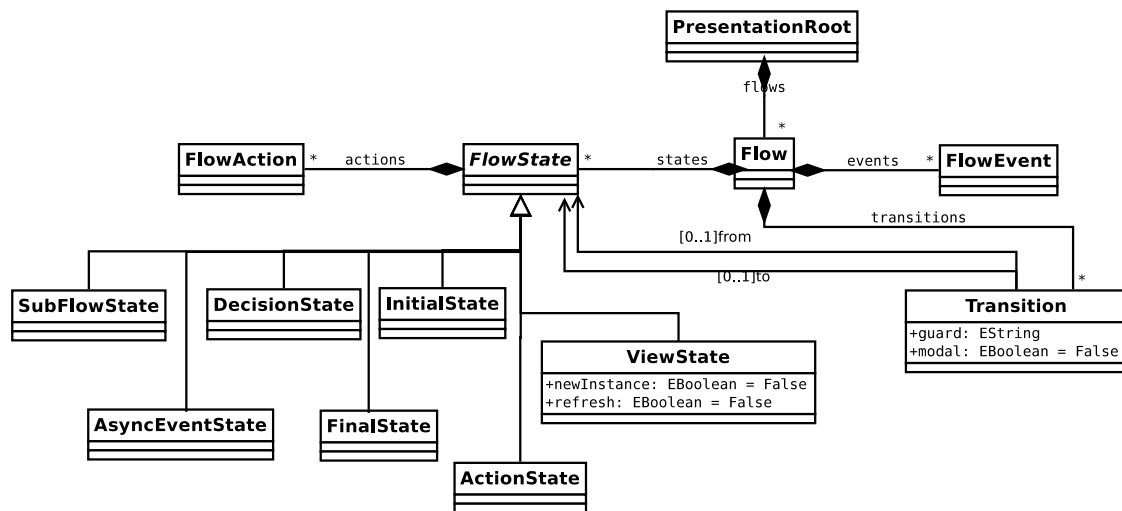 PresentationRoot
flows
*
FlowAction
* actions
FlowState
* states
Flow
events *
FlowEvent
transitions
[0..1]from
[0..1]to
*
SubFlowState
DecisionState
InitialState
Transition
+guard: EString
+modal: EBoolean = False
ViewState
+newInstance: EBoolean = False
+refresh: EBoolean = False
AsyncEventState
FinalState
ActionState